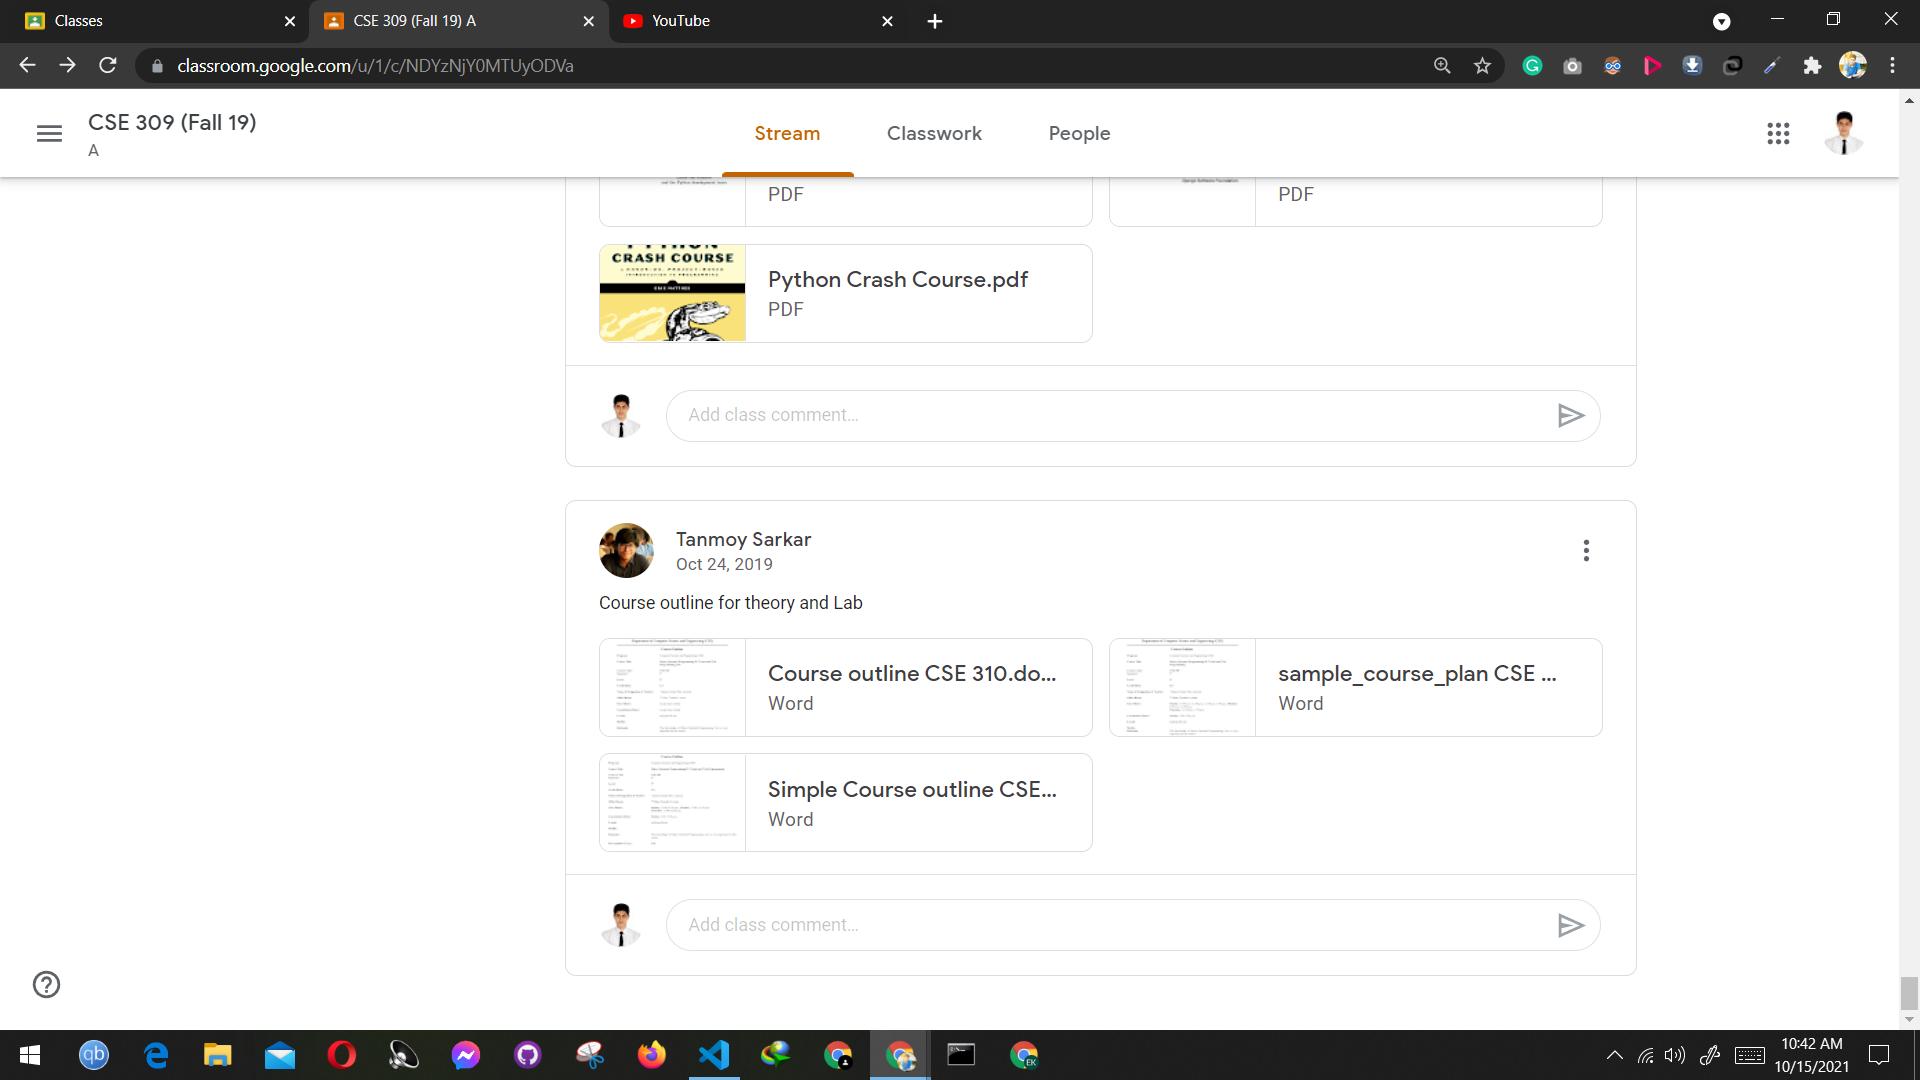 Classes
CSE 309 (Fall 19) A
YouTube
classroom.google.com/u/1/c/NDYzNjY0MTUyODVa
CSE 309 (Fall 19)
A
Stream
Classwork
People
PDF
PDF
CRASH COURSE
Python Crash Course.pdf
PDF
Add class comment...
Tanmoy Sarkar
Oct 24, 2019
Course outline for theory and Lab
Course outline CSE 310.do...
Word
sample_course_plan CSE ...
Word
Simple Course outline CSE...
Word
Add class comment...
qb
EK
10:42 AM
10/15/2021